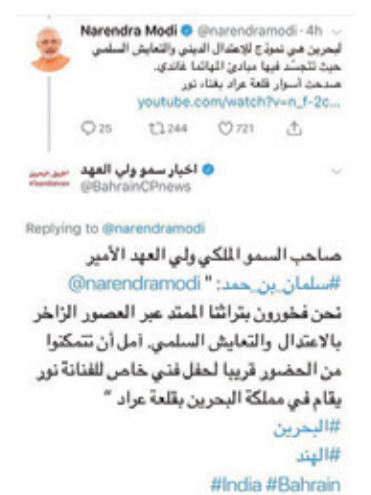 Narendra Modi @narendramodi · 4h
لبحرين هي نموذج للإعتدال الديني والتعايش السلمي
حيث تتجسّد فيها مبادئ المهاتما غاندي.
صدحت أسوار قلعة عراد بغناء نور
youtube.com/watch?v=n_f-2c...
25 244 721
اخبار سمو ولي العهد
@BahrainCPnews
Replying to @narendramodi
صاحب السمو الملكي ولي العهد الأمير
#سلمان_بن_حمد: " @narendramodi
نحن فخورون بتراثنا الممتد عبر العصور الزاخر
بالاعتدال والتعايش السلمي. آمل أن تتمكنوا
من الحضور قريبا لحفل فني خاص للفنانة نور
يقام في مملكة البحرين بقلعة عراد "
#البحرين
#الهند
#India #Bahrain